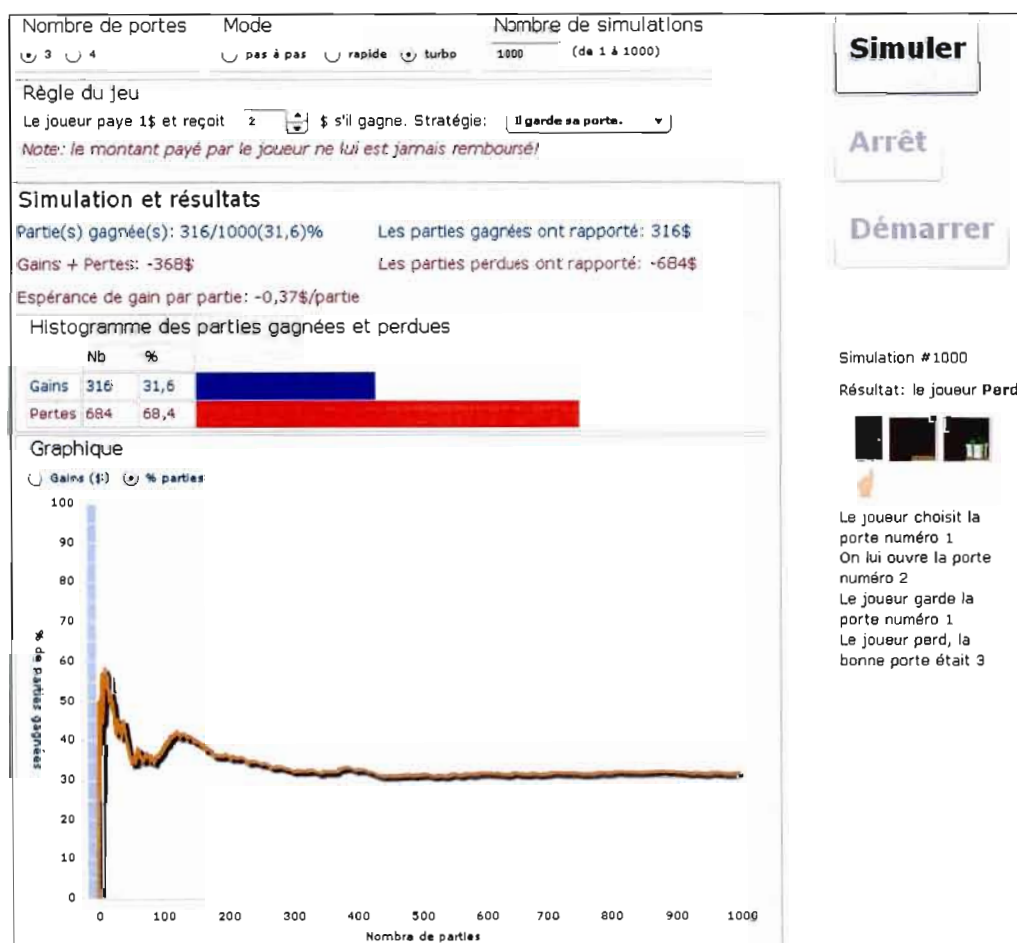 Nombre de portes Mode Nombre de simulations
3 4 pas à pas rapide turbo 1000 (de 1 à 1000)
Règle du jeu
Le joueur paye 1$ et reçoit 2 $ s'il gagne. Stratégie: Il garde sa porte.
Note: le montant payé par le joueur ne lui est jamais remboursé!
Simuler
Arrêt
Démarrer
Simulation et résultats
Partie(s) gagnée(s): 316/1000(31,6)% Les parties gagnées ont rapporté: 316$
Gains + Pertes: -368$ Les parties perdues ont rapporté: -684$
Espérance de gain par partie: -0,37$/partie
Histogramme des parties gagnées et perdues
Nb %
Gains 316 31,6
Pertes 684 68,4
Graphique
Gains ($) % parties
100
90
80
70
60
50
40
30
20
10
0
% de parties gagnées
0 100 200 300 400 500 600 700 800 900 1000
Nombre de parties
Simulation #1000
Résultat: le joueur Perd
Le joueur choisit la
porte numéro 1
On lui ouvre la porte
numéro 2
Le joueur garde la
porte numéro 1
Le joueur perd, la
bonne porte était 3